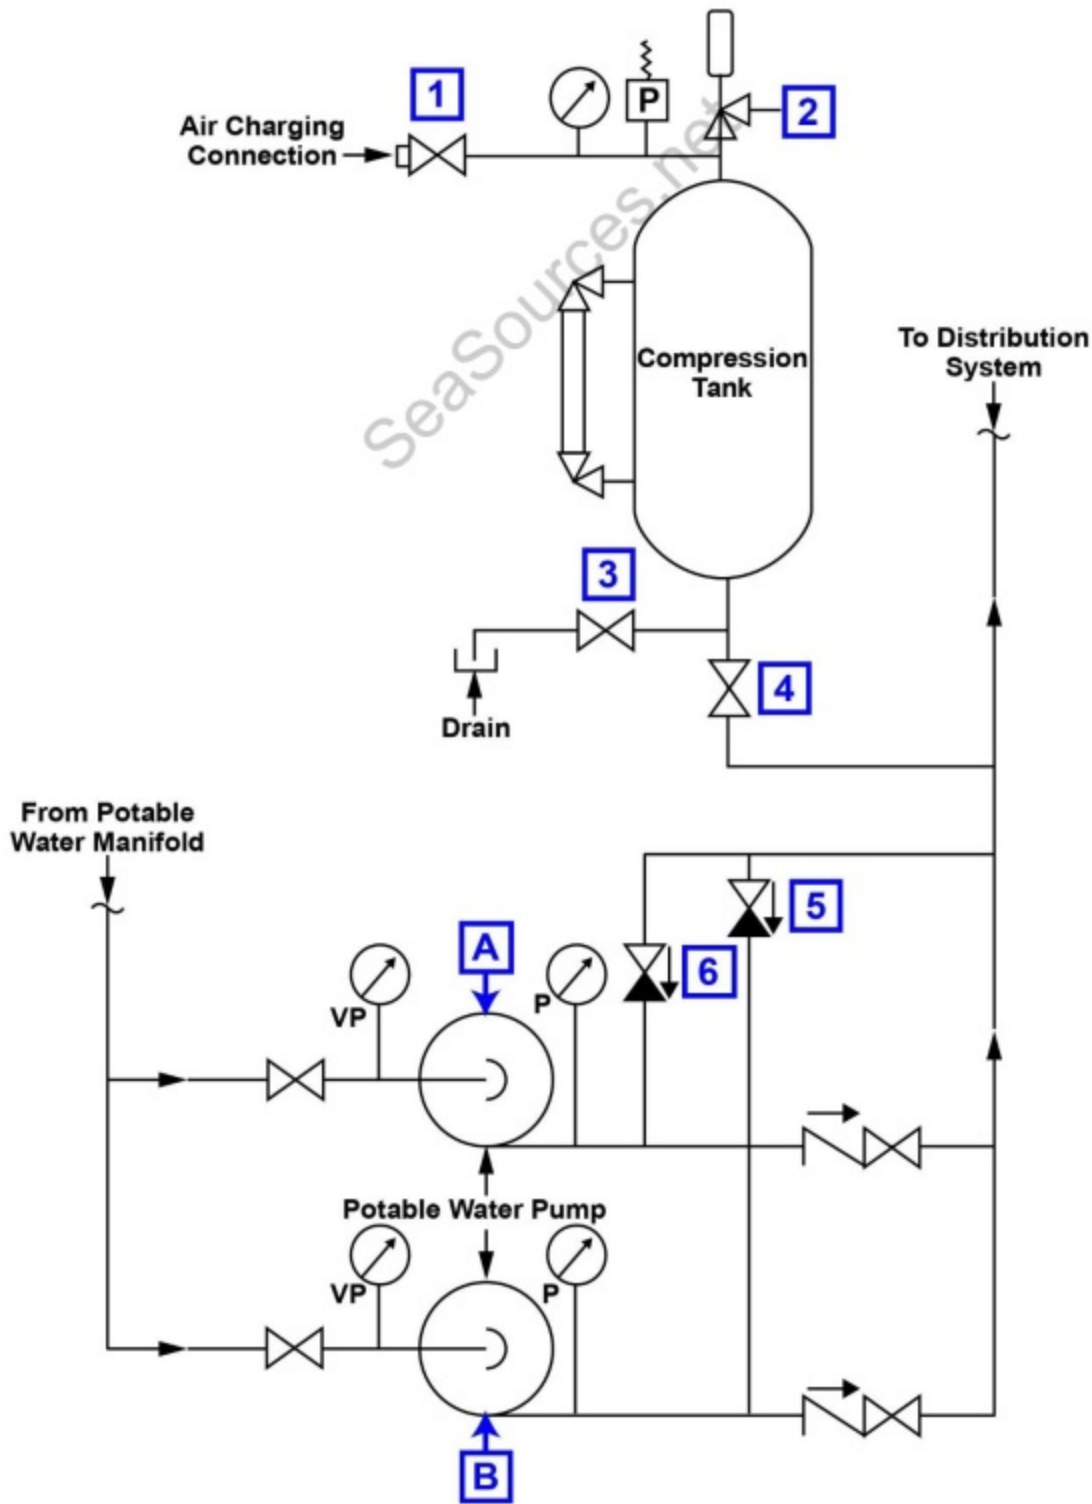 1
2
P
Air Charging
Connection
SeaSources.net
To Distribution
System
Compression
Tank
3
4
Drain
From Potable
Water Manifold
5
A
6
VP
P
Potable Water Pump
VP
P
B